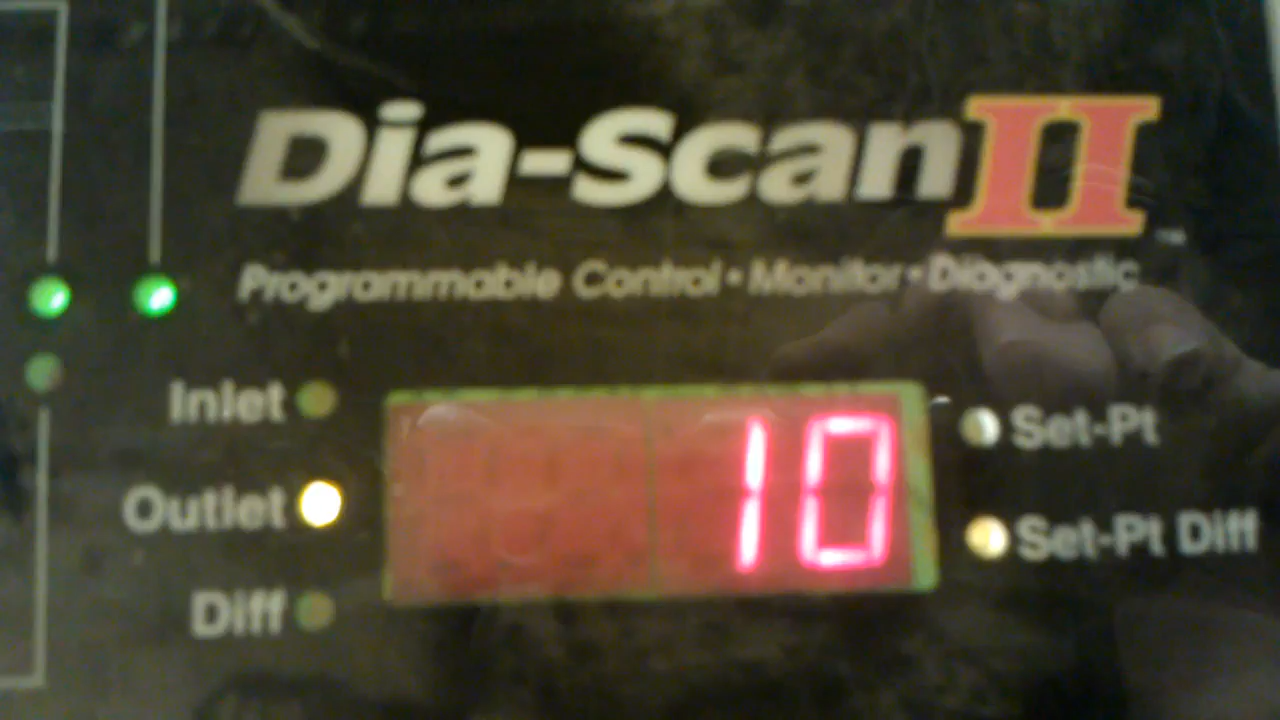 Dia-Scan II
Programmable Control • Monitor • Diagnostic
Inlet
Outlet
Diff
10
Set-Pt
Set-Pt Diff